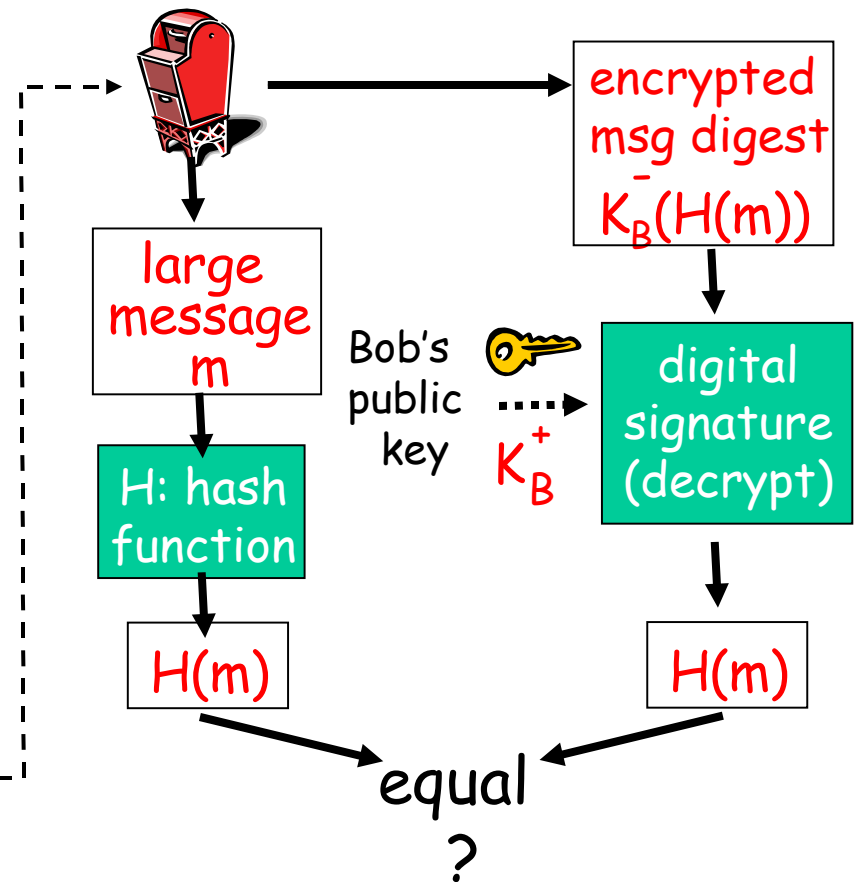 encrypted
msg digest
K_B^-(H(m))
large
message
m
H: hash
function
H(m)
Bob's
public
key
K_B^+
digital
signature
(decrypt)
H(m)
equal
?